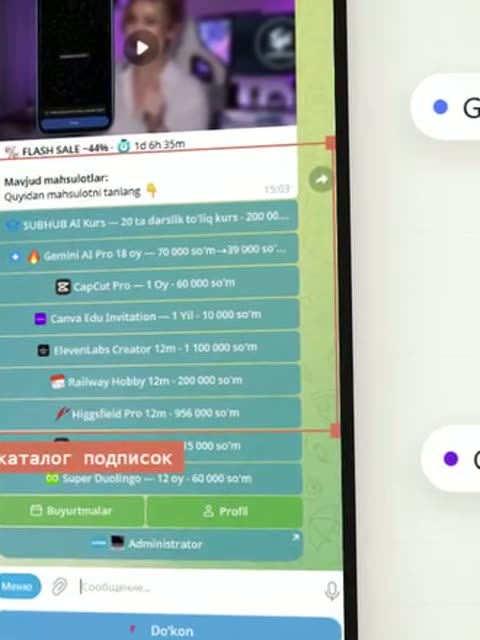 FLASH SALE -44% - 1d 6h 35m
Mavjud mahsulotlar:
Quyidan mahsulotni tanlang 👇
15:03
SUBHUB AI Kurs — 20 ta darslik to'liq kurs - 200 00...
Gemini AI Pro 18 oy — 70 000 so'm→39 000 so'...
CapCut Pro — 1 Oy - 60 000 so'm
Canva Edu Invitation — 1 Yil - 10 000 so'm
ElevenLabs Creator 12m - 1 100 000 so'm
Railway Hobby 12m - 200 000 so'm
Higgsfield Pro 12m - 956 000 so'm
15 000 so'm
каталог подписок
Super Duolingo — 12 oy - 60 000 so'm
Buyurtmalar
Profil
Administrator
Меню
Сообщение...
Do'kon
G